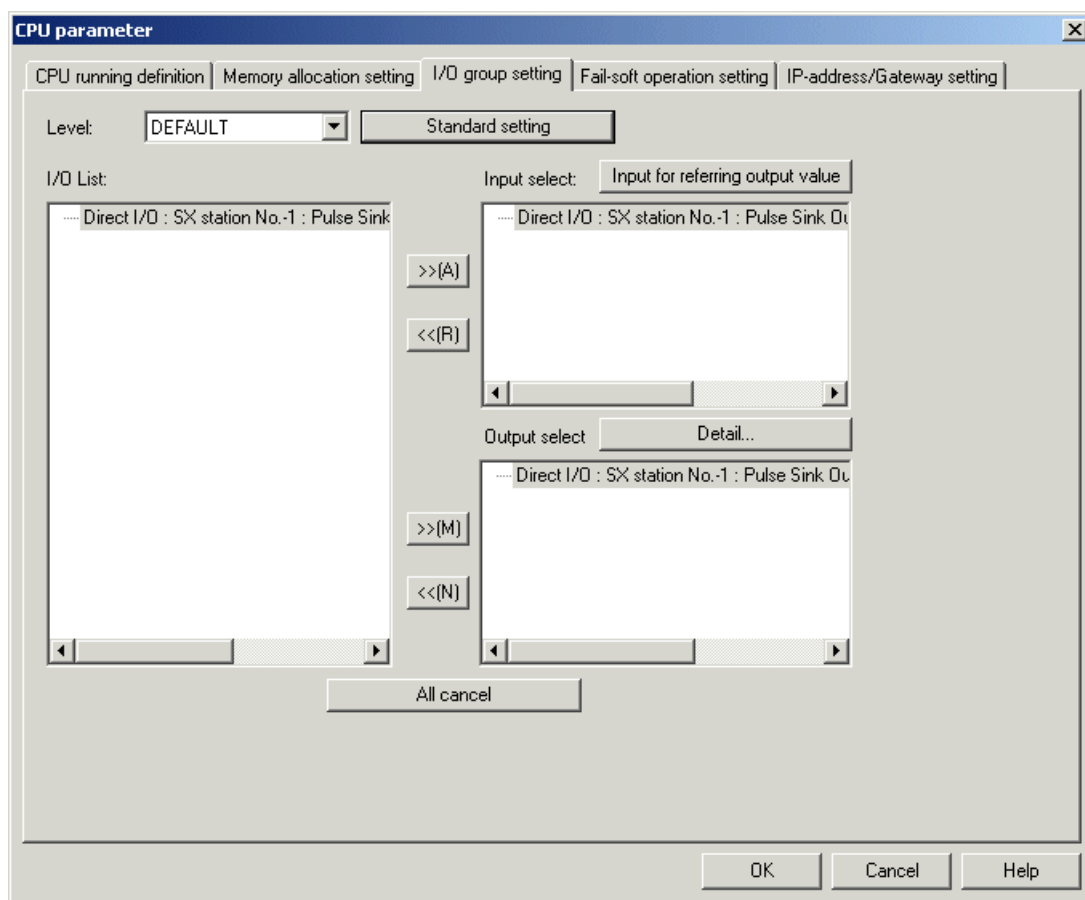 CPU parameter
CPU running definition
Memory allocation setting
I/O group setting
Fail-soft operation setting
IP-address/Gateway setting
Level:
DEFAULT
Standard setting
I/O List:
Direct I/O : SX station No.-1 : Pulse Sink
Input select:
Input for referring output value
Direct I/O : SX station No.-1 : Pulse Sink Ou
>>(A)
<<(R)
Output select
Detail...
Direct I/O : SX station No.-1 : Pulse Sink Ou
>>(M)
<<(N)
All cancel
OK
Cancel
Help